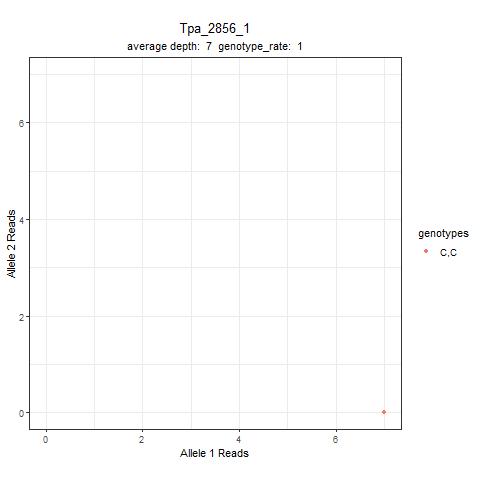 Tpa_2856_1
average depth: 7 genotype_rate: 1
6
4
2
0
Allele 2 Reads
0 2 4 6
Allele 1 Reads
genotypes
C,C